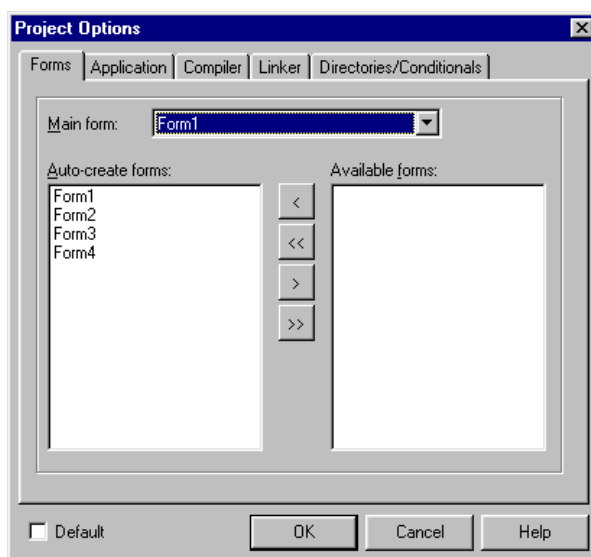 Project Options
Forms Application Compiler Linker Directories/Conditionals
Main form: Form1
Auto-create forms: Available forms:
Form1
Form2
Form3
Form4
<
<<
>
>>
Default OK Cancel Help